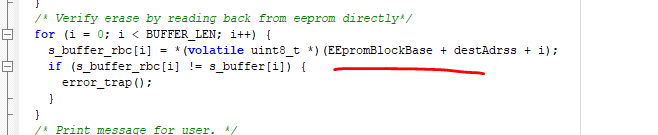 }
/* Verify erase by reading back from eeprom directly*/
for (i = 0; i < BUFFER_LEN; i++) {
s_buffer_rbc[i] = *(volatile uint8_t *)(EEpromBlockBase + destAdrss + i);
if (s_buffer_rbc[i] != s_buffer[i]) {
error_trap();
}
}
/* Print message for user. */